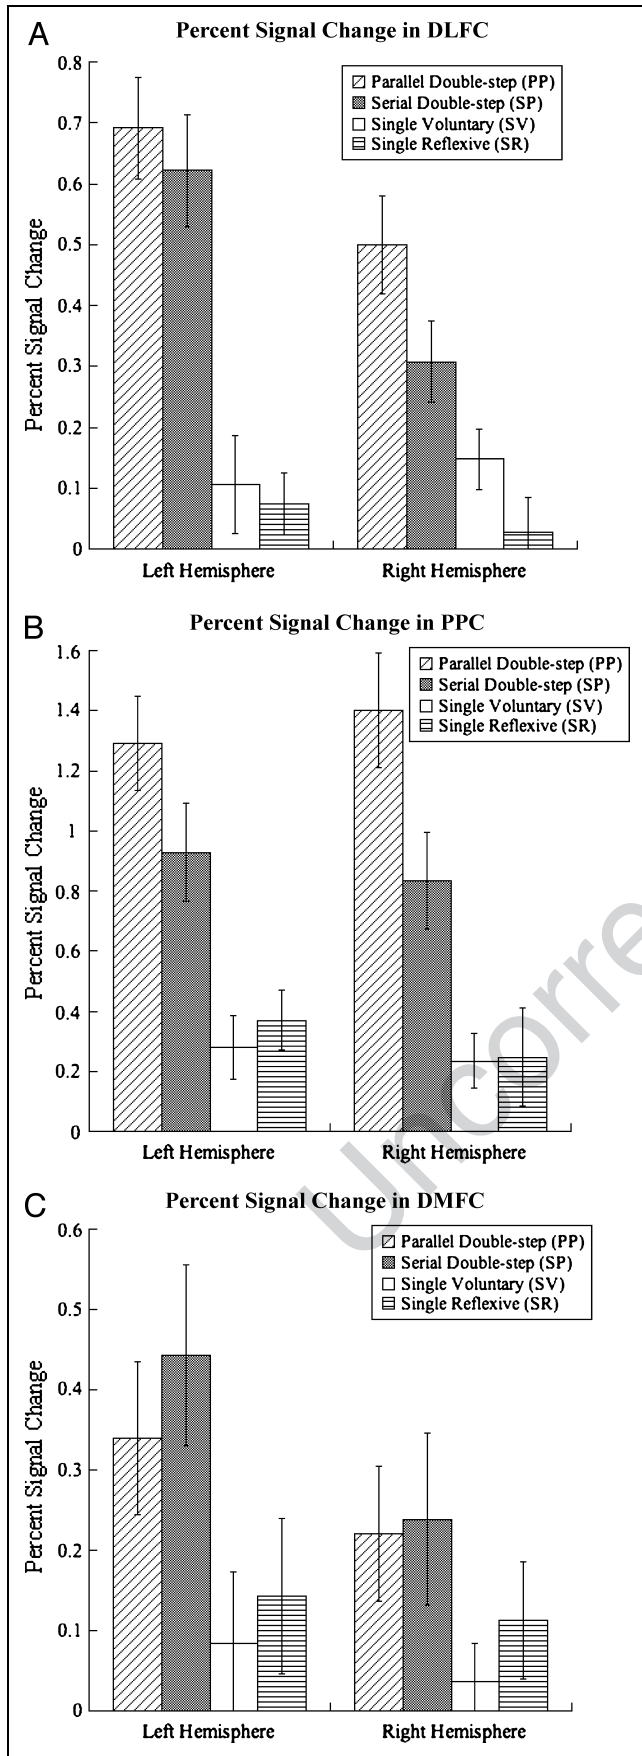 A
Percent Signal Change in DLFC
0.8
0.7
0.6
0.5
0.4
0.3
0.2
0.1
0
Percent Signal Change
Parallel Double-step (PP)
Serial Double-step (SP)
Single Voluntary (SV)
Single Reflexive (SR)
Left Hemisphere
Right Hemisphere
B
Percent Signal Change in PPC
1.6
1.4
1.2
1
0.8
0.6
0.4
0.2
0
Percent Signal Change
Parallel Double-step (PP)
Serial Double-step (SP)
Single Voluntary (SV)
Single Reflexive (SR)
Left Hemisphere
Right Hemisphere
Uncorre
C
Percent Signal Change in DMFC
0.6
0.5
0.4
0.3
0.2
0.1
0
Percent Signal Change
Parallel Double-step (PP)
Serial Double-step (SP)
Single Voluntary (SV)
Single Reflexive (SR)
Left Hemisphere
Right Hemisphere